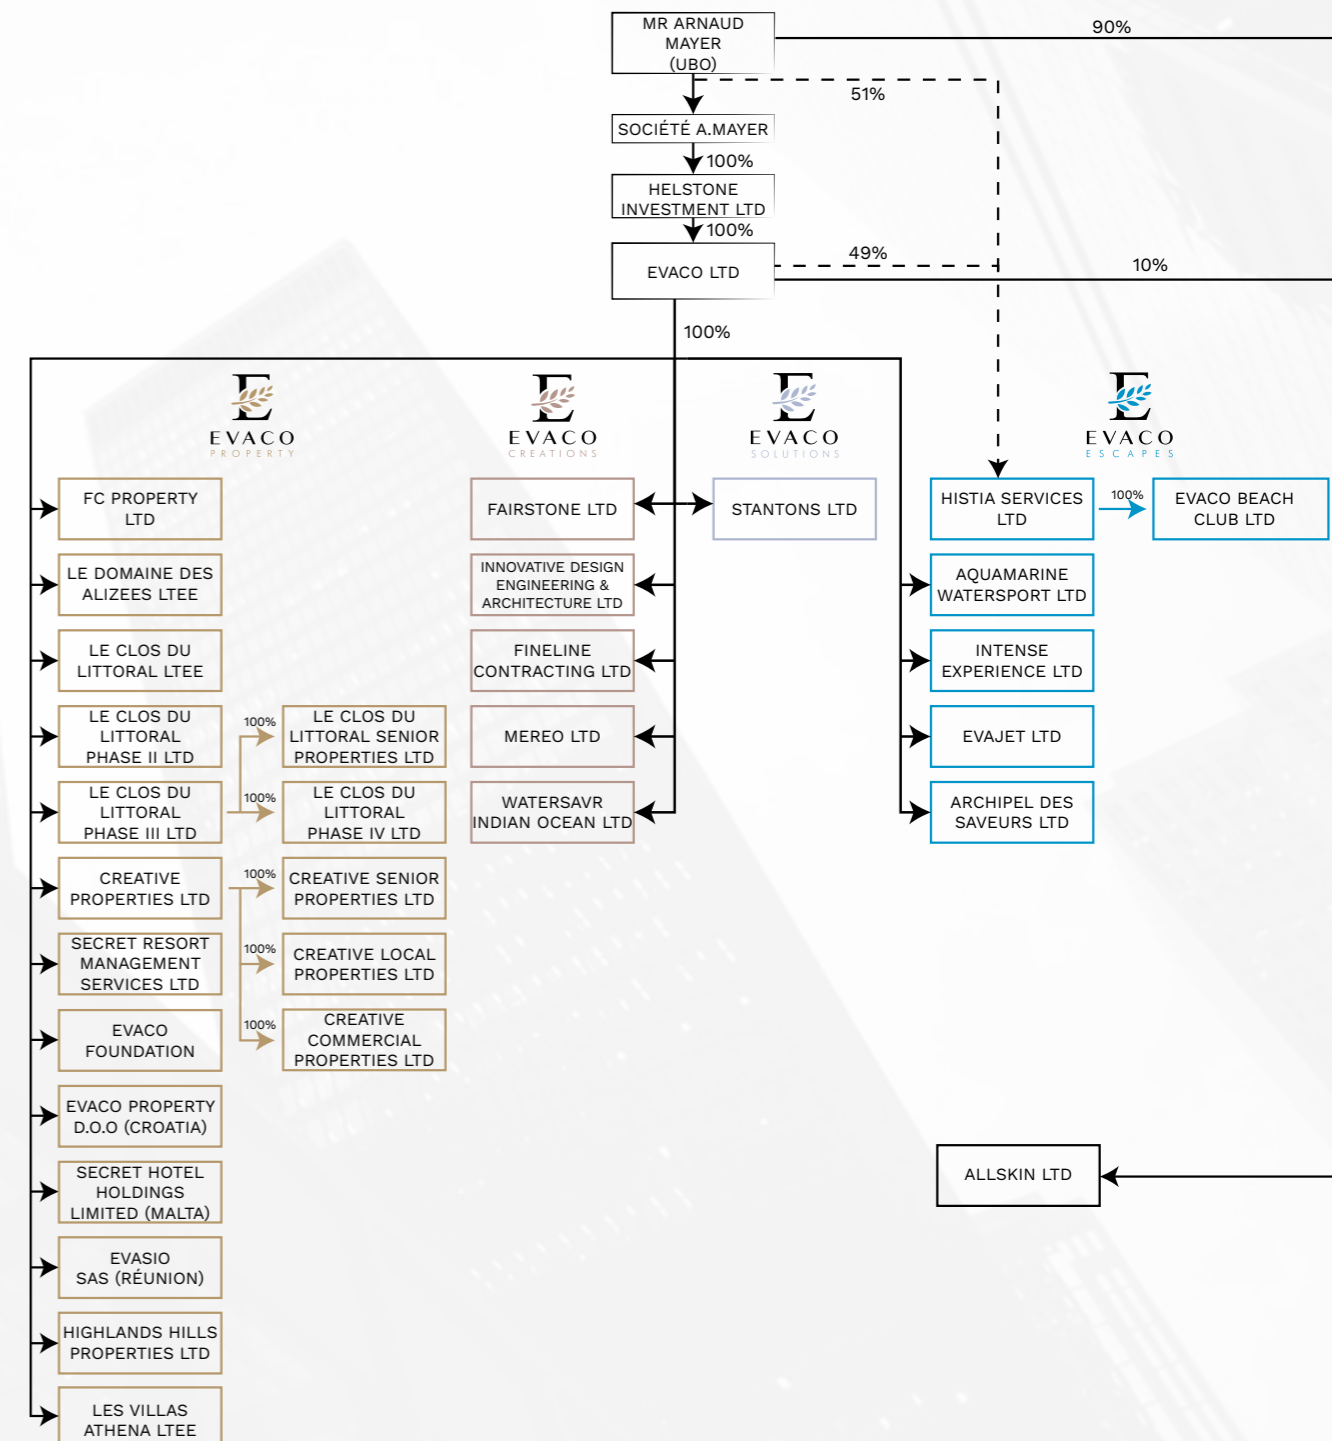 MR ARNAUD
MAYER
(UBO)
90%
51%
SOCIÉTÉ A.MAYER
100%
HELSTONE
INVESTMENT LTD
100%
EVACO LTD
49%
10%
100%
E
EVACO
PROPERTY
E
EVACO
CREATIONS
E
EVACO
SOLUTIONS
E
EVACO
ESCAPES
FC PROPERTY
LTD
LE DOMAINE DES
ALIZEES LTEE
LE CLOS DU
LITTORAL LTEE
LE CLOS DU
LITTORAL
PHASE II LTD
100%
LE CLOS DU
LITTORAL SENIOR
PROPERTIES LTD
LE CLOS DU
LITTORAL
PHASE III LTD
100%
LE CLOS DU
LITTORAL
PHASE IV LTD
CREATIVE
PROPERTIES LTD
100%
CREATIVE SENIOR
PROPERTIES LTD
SECRET RESORT
MANAGEMENT
SERVICES LTD
100%
CREATIVE LOCAL
PROPERTIES LTD
EVACO
FOUNDATION
100%
CREATIVE
COMMERCIAL
PROPERTIES LTD
EVACO PROPERTY
D.O.O (CROATIA)
SECRET HOTEL
HOLDINGS
LIMITED (MALTA)
EVASIO
SAS (RÉUNION)
HIGHLANDS HILLS
PROPERTIES LTD
LES VILLAS
ATHENA LTEE
FAIRSTONE LTD
INNOVATIVE DESIGN
ENGINEERING &
ARCHITECTURE LTD
FINELINE
CONTRACTING LTD
MEREO LTD
WATERSAVR
INDIAN OCEAN LTD
STANTONS LTD
HISTIA SERVICES
LTD
100%
EVACO BEACH
CLUB LTD
AQUAMARINE
WATERSPORT LTD
INTENSE
EXPERIENCE LTD
EVAJET LTD
ARCHIPEL DES
SAVEURS LTD
ALLSKIN LTD